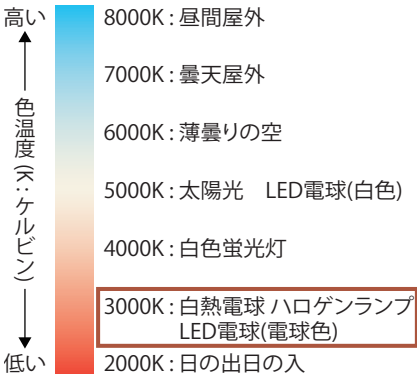 高い
8000K : 昼間屋外
7000K : 曇天屋外
6000K : 薄曇りの空
色温度(K:ケルビン)
5000K : 太陽光　LED電球(白色)
4000K : 白色蛍光灯
3000K : 白熱電球 ハロゲンランプ
LED電球(電球色)
低い
2000K : 日の出日の入